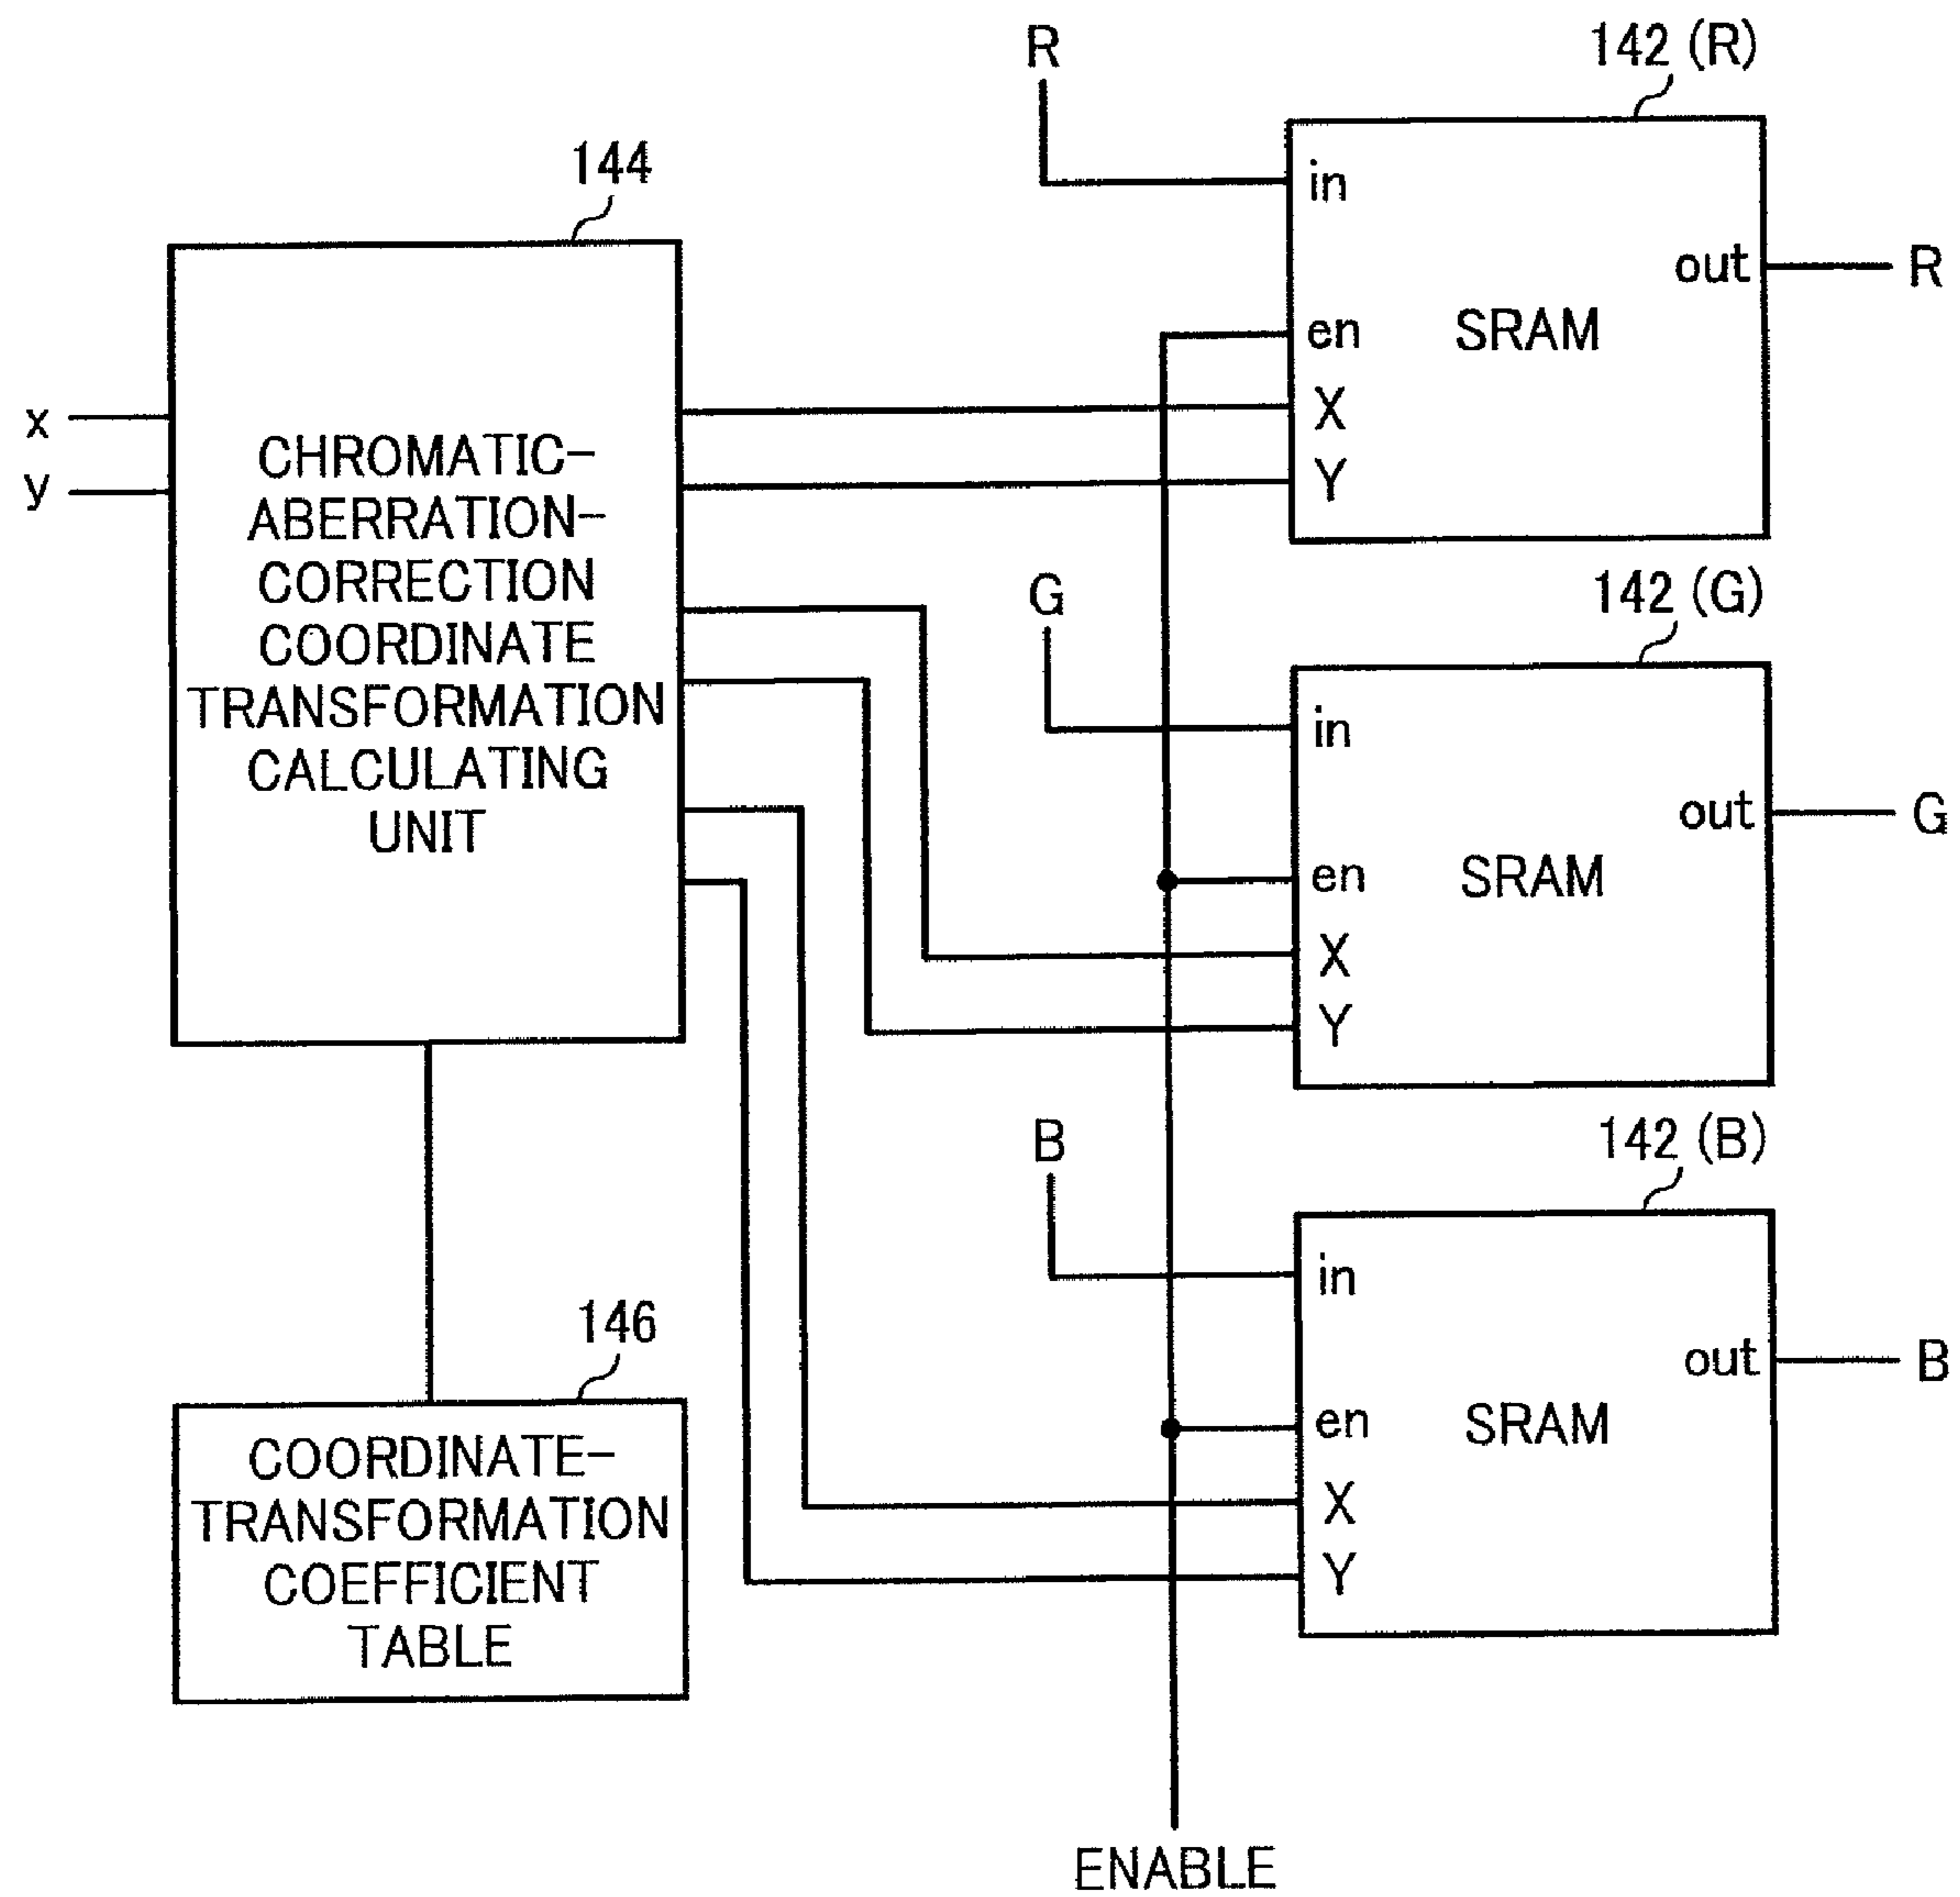 R
142 (R)
144
in
out
R
en
SRAM
x
X
y
Y
CHROMATIC-
ABERRATION-
CORRECTION
COORDINATE
TRANSFORMATION
CALCULATING
UNIT
G
142 (G)
in
out
G
en
SRAM
X
Y
B
142 (B)
in
out
B
en
SRAM
X
Y
146
COORDINATE-
TRANSFORMATION
COEFFICIENT
TABLE
ENABLE